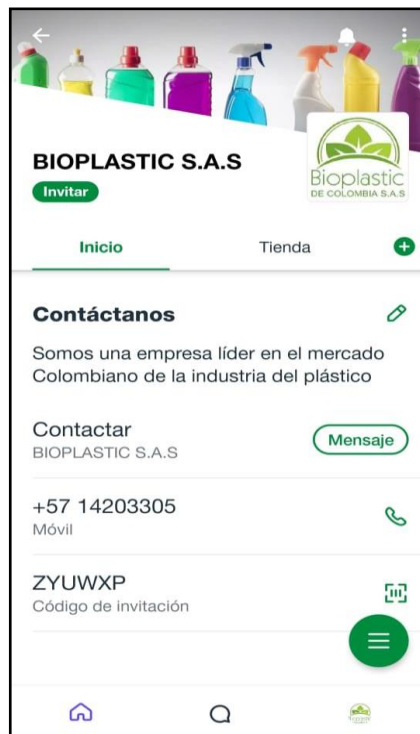 BIOPLASTIC S.A.S
Invitar
Bioplastic
DE COLOMBIA S.A.S
Inicio
Tienda
Contáctanos
Somos una empresa líder en el mercado
Colombiano de la industria del plástico
Contactar
BIOPLASTIC S.A.S
Mensaje
+57 14203305
Móvil
ZYUWXP
Código de invitación